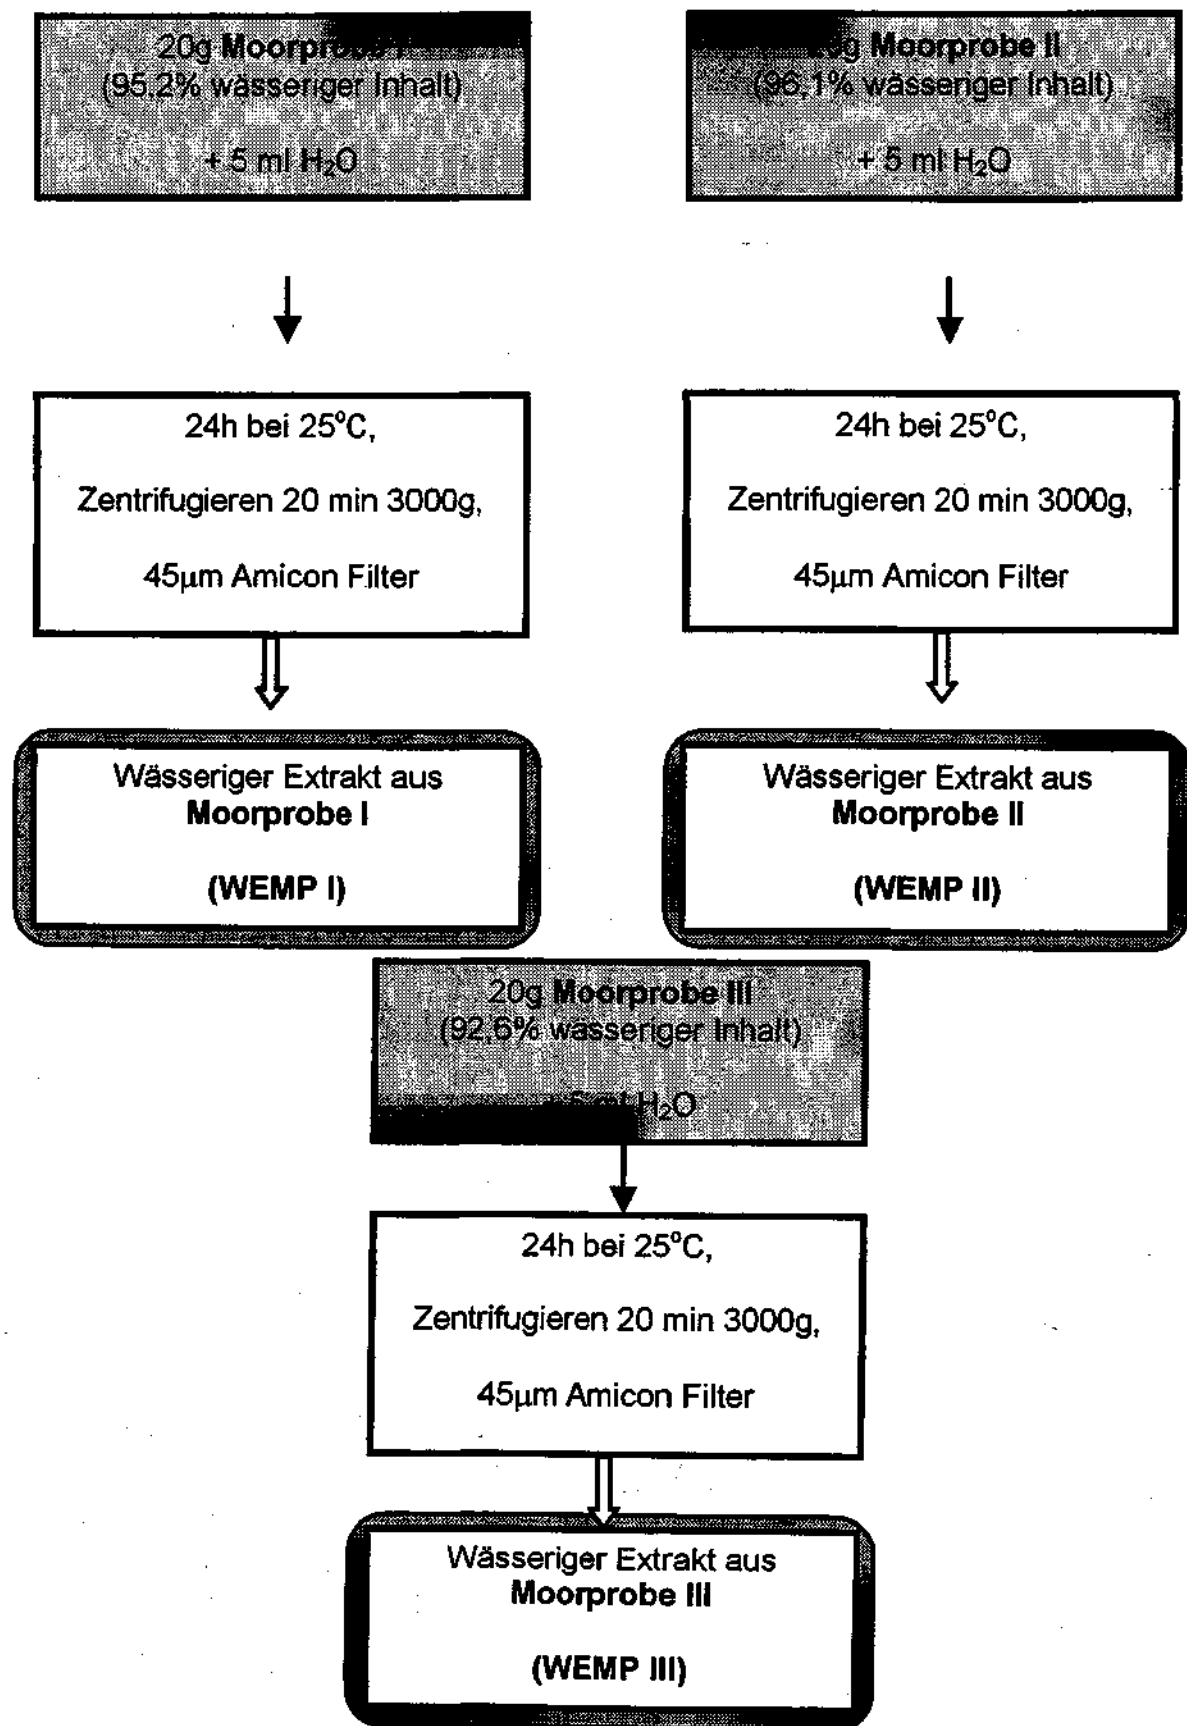 20g Moorprobe
(95,2% wässeriger Inhalt)
+ 5 ml H₂O
24h bei 25°C,
Zentrifugieren 20 min 3000g,
45µm Amicon Filter
Wässeriger Extrakt aus
Moorprobe I
(WEMP I)
Moorprobe II
(96,1% wässeriger Inhalt)
+ 5 ml H₂O
24h bei 25°C,
Zentrifugieren 20 min 3000g,
45µm Amicon Filter
Wässeriger Extrakt aus
Moorprobe II
(WEMP II)
20g Moorprobe III
(92,6% wässeriger Inhalt)
+ 5 ml H₂O
24h bei 25°C,
Zentrifugieren 20 min 3000g,
45µm Amicon Filter
Wässeriger Extrakt aus
Moorprobe III
(WEMP III)